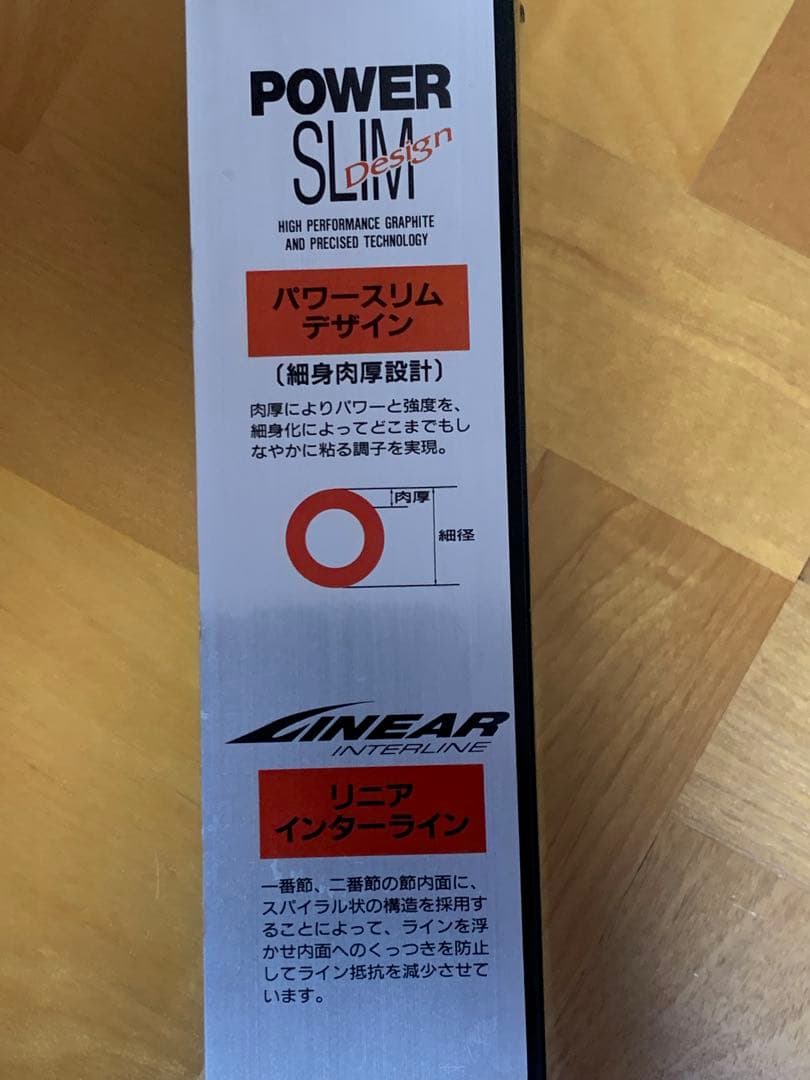 POWER
SLIM Design
HIGH PERFORMANCE GRAPHITE
AND PRECISED TECHNOLOGY
パワースリム
デザイン
〔細身肉厚設計〕
肉厚によりパワーと強度を、
細身化によってどこまでもし
なやかに粘る調子を実現。
肉厚
細径
LINEAR
INTERLINE
リニア
インターライン
一番節、二番節の節内面に、
スパイラル状の構造を採用す
ることによって、ラインを浮
かせ内面へのくっつきを防止
してライン抵抗を減少させて
います。